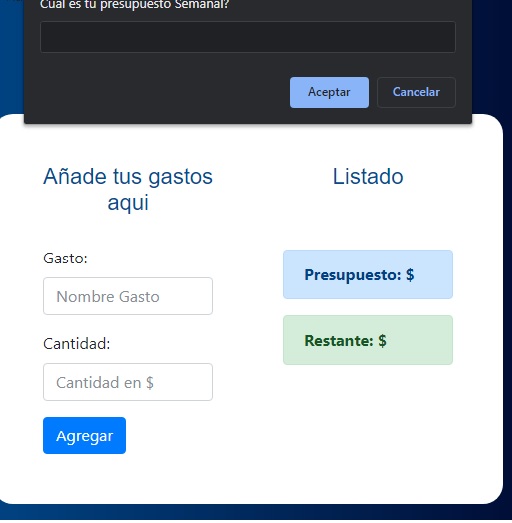 Cual es tu presupuesto Semanal?
Aceptar
Cancelar
Añade tus gastos
aqui
Gasto:
Nombre Gasto
Cantidad:
Cantidad en $
Agregar
Listado
Presupuesto: $
Restante: $